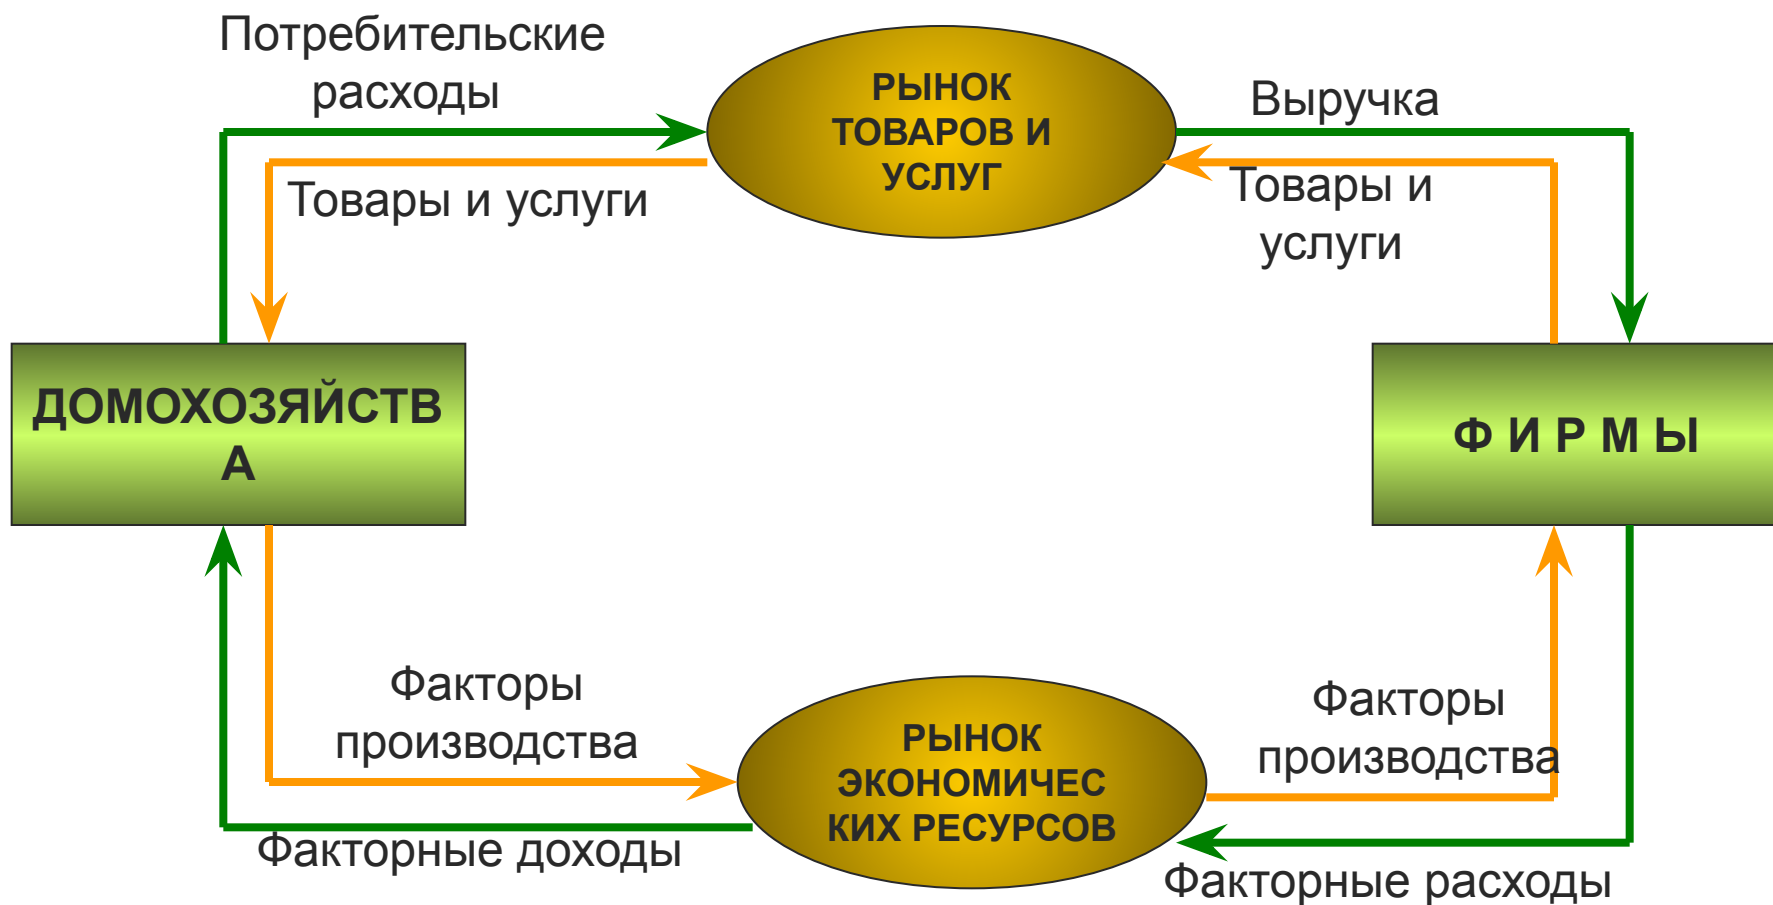 Потребительские
расходы
РЫНОК
ТОВАРОВ И
УСЛУГ
Выручка
Товары и услуги
Товары и
услуги
ДОМОХОЗЯЙСТВ
А
Ф И Р М Ы
Факторы
производства
РЫНОК
ЭКОНОМИЧЕС
КИХ РЕСУРСОВ
Факторы
производства
Факторные доходы
Факторные расходы